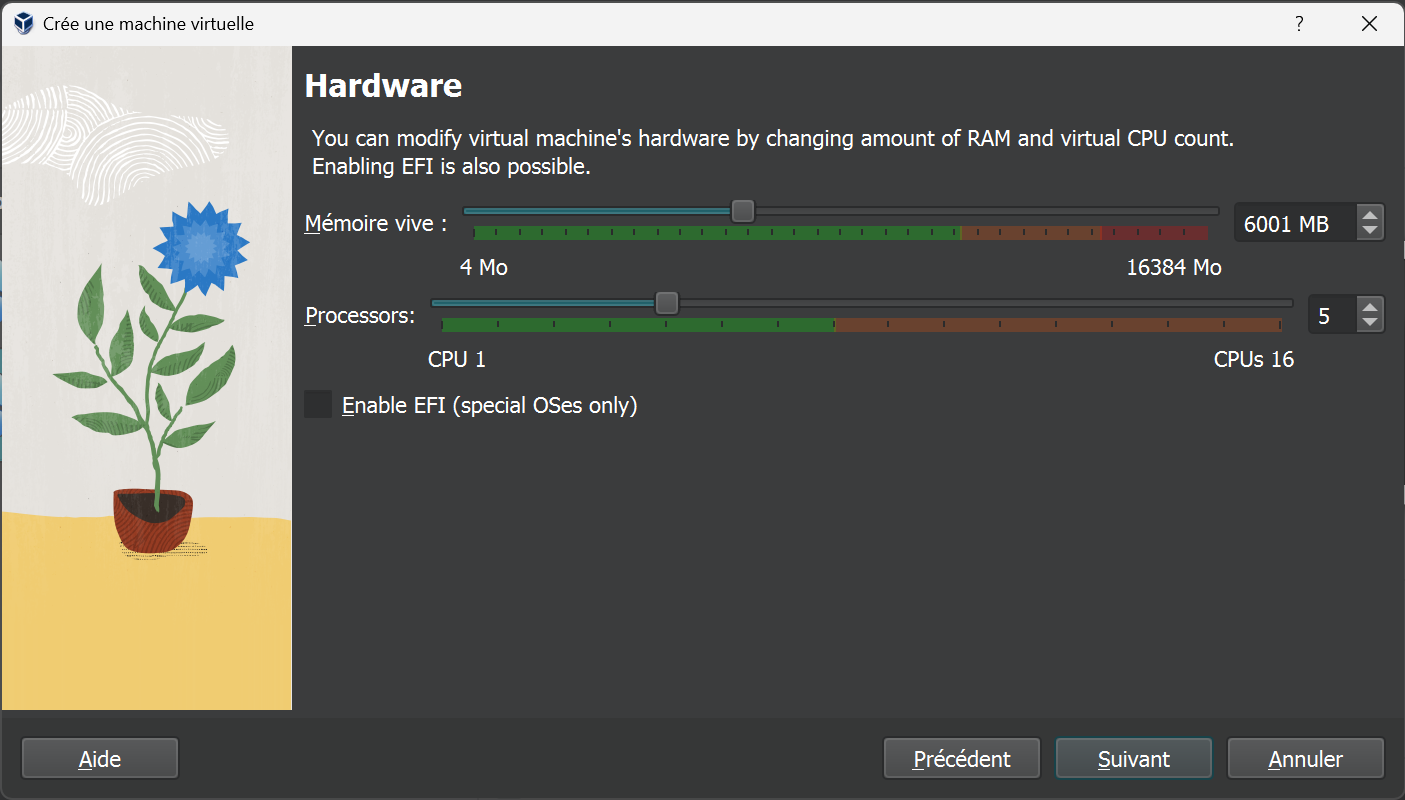 Crée une machine virtuelle
?
Hardware
You can modify virtual machine's hardware by changing amount of RAM and virtual CPU count.
Enabling EFI is also possible.
Mémoire vive :
6001 MB
4 Mo
16384 Mo
Processors:
5
CPU 1
CPUs 16
Enable EFI (special OSes only)
Aide
Précédent
Suivant
Annuler